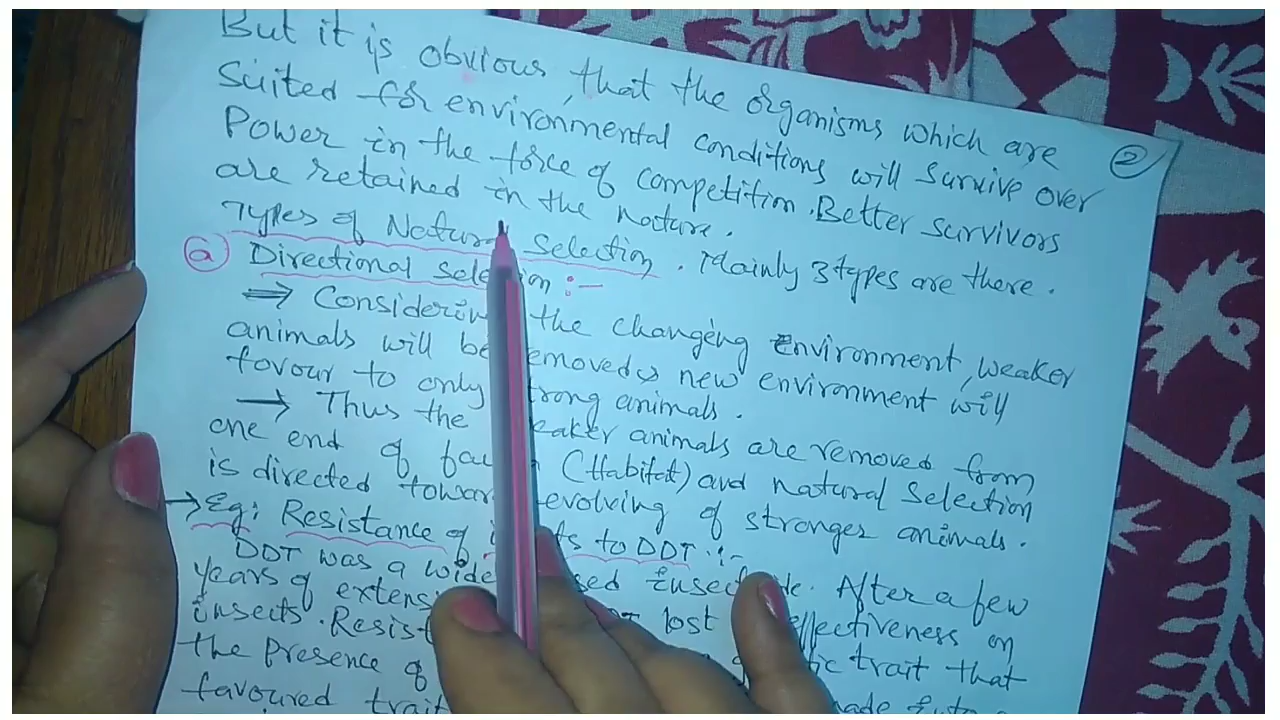 But it is obvious, that the organisms which are
②
Suited for environmental conditions will Survive over
Power in the force of competition. Better survivors
are retained in the nature.
Types of Natural Selection. Mainly 3 types are there.
ⓐ Directional Selection :-
⇒ Considering the changeing Environment, weaker
animals will be removed & new environment will
favour to only strong animals.
→ Thus the weaker animals are removed from
one end of (Habitat) and Natural Selection
is directed toward evolving of stronger animals.
→ Eg: Resistance of insects to DDT :-
DDT was a widely used Insecticide. After a few
years of extensive lost effectiveness on
insects. trait that
the presence of
favoured trait made into